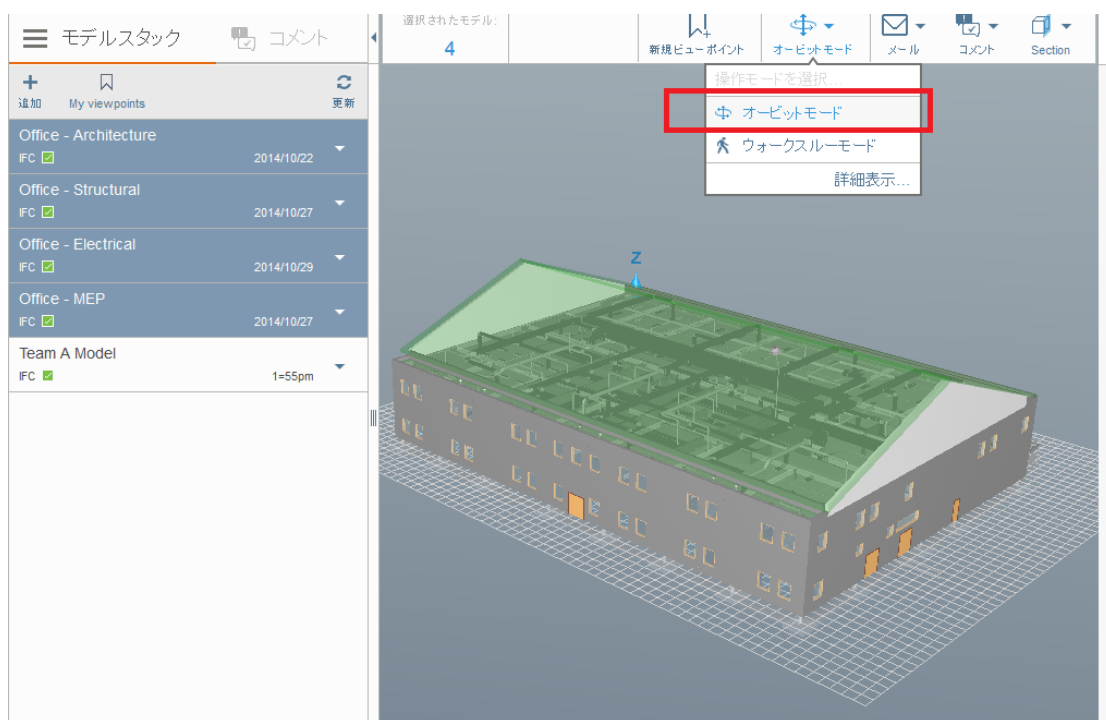 モデルスタック
コメント
追加
My viewpoints
更新
Office - Architecture
IFC
2014/10/22
Office - Structural
IFC
2014/10/27
Office - Electrical
IFC
2014/10/29
Office - MEP
IFC
2014/10/27
Team A Model
IFC
1=55pm
選択されたモデル:
4
新規ビューポイント
オービットモード
メール
コメント
Section
操作モードを選択...
オービットモード
ウォークスルーモード
詳細表示...
Z